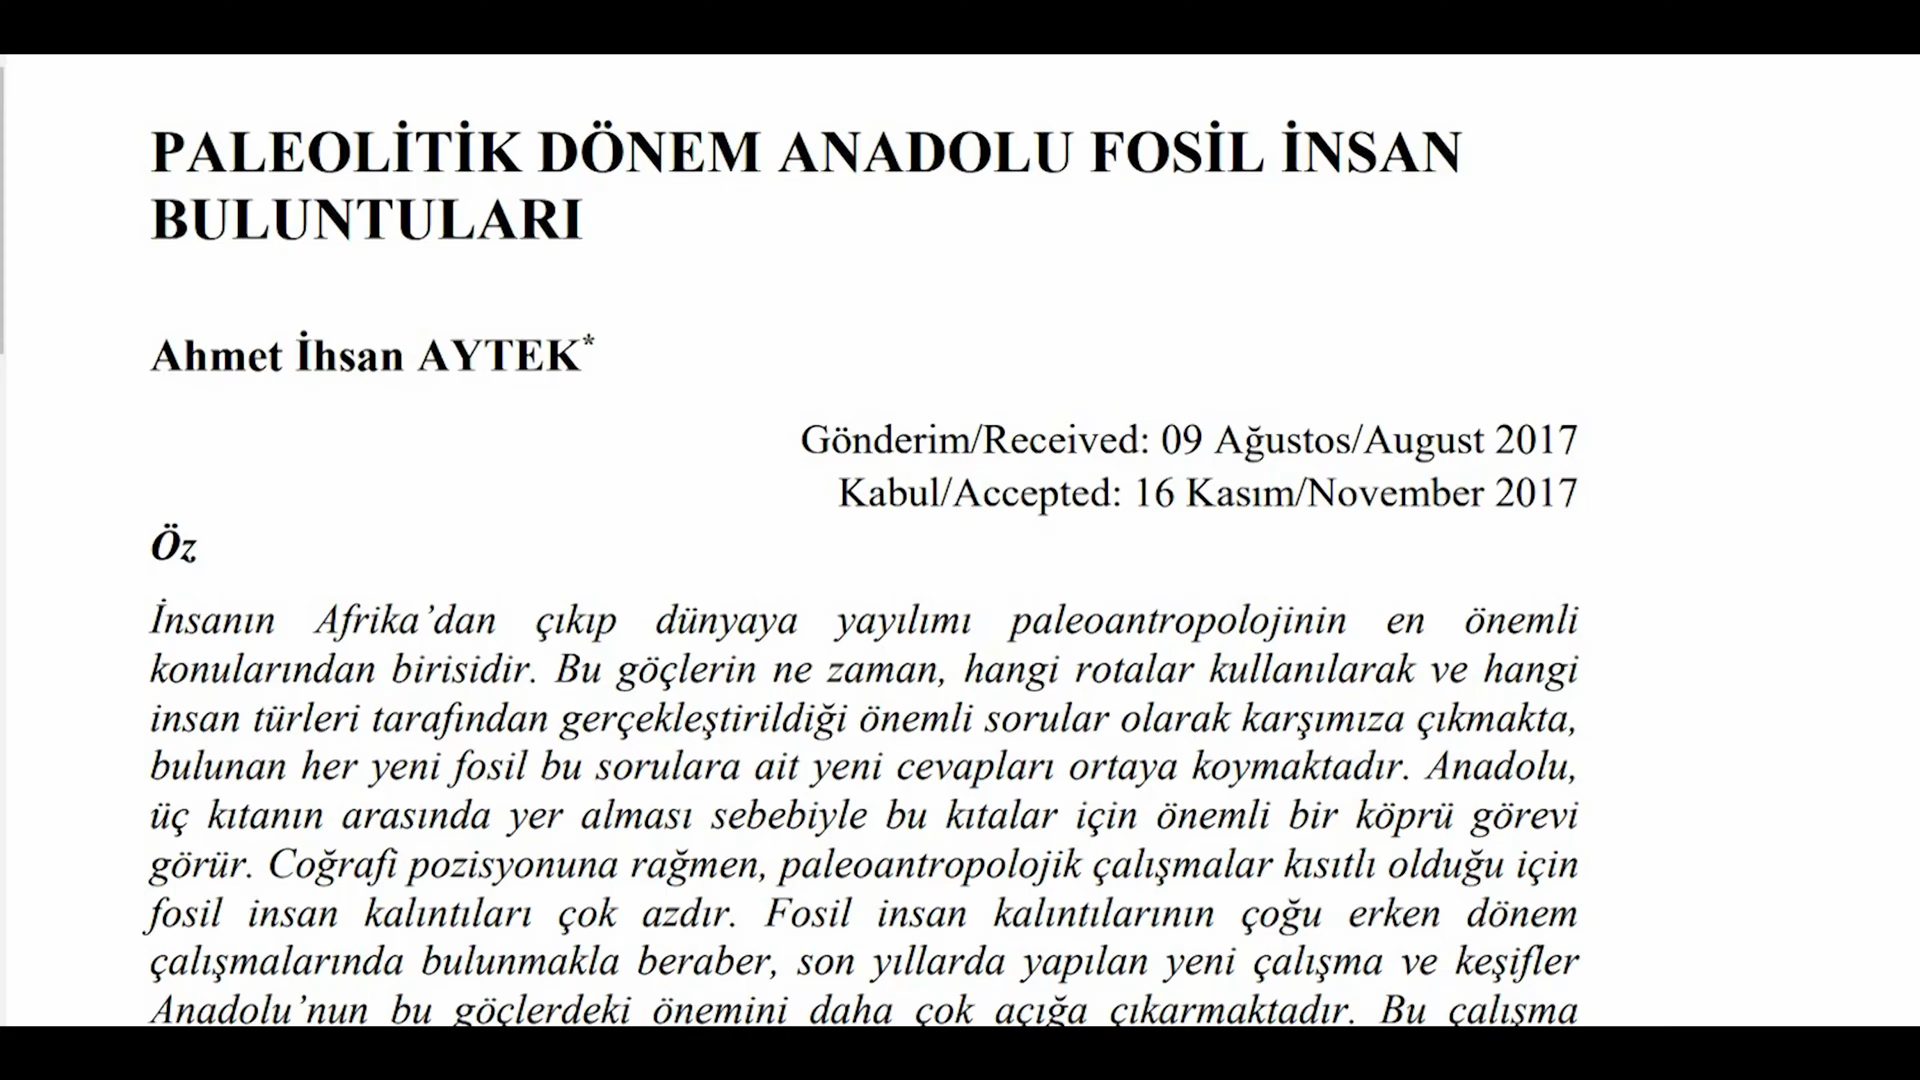 PALEOLİTİK DÖNEM ANADOLU FOSİL İNSAN
BULUNTULARI
Ahmet İhsan AYTEK*
Gönderim/Received: 09 Ağustos/August 2017
Kabul/Accepted: 16 Kasım/November 2017
Öz
İnsanın Afrika’dan çıkıp dünyaya yayılımı paleoantropolojinin en önemli
konularından birisidir. Bu göçlerin ne zaman, hangi rotalar kullanılarak ve hangi
insan türleri tarafından gerçekleştirildiği önemli sorular olarak karşımıza çıkmakta,
bulunan her yeni fosil bu sorulara ait yeni cevapları ortaya koymaktadır. Anadolu,
üç kıtanın arasında yer alması sebebiyle bu kıtalar için önemli bir köprü görevi
görür. Coğrafi pozisyonuna rağmen, paleoantropolojik çalışmalar kısıtlı olduğu için
fosil insan kalıntıları çok azdır. Fosil insan kalıntılarının çoğu erken dönem
çalışmalarında bulunmakla beraber, son yıllarda yapılan yeni çalışma ve keşifler
Anadolu’nun bu göçlerdeki önemini daha çok açığa çıkarmaktadır. Bu çalışma